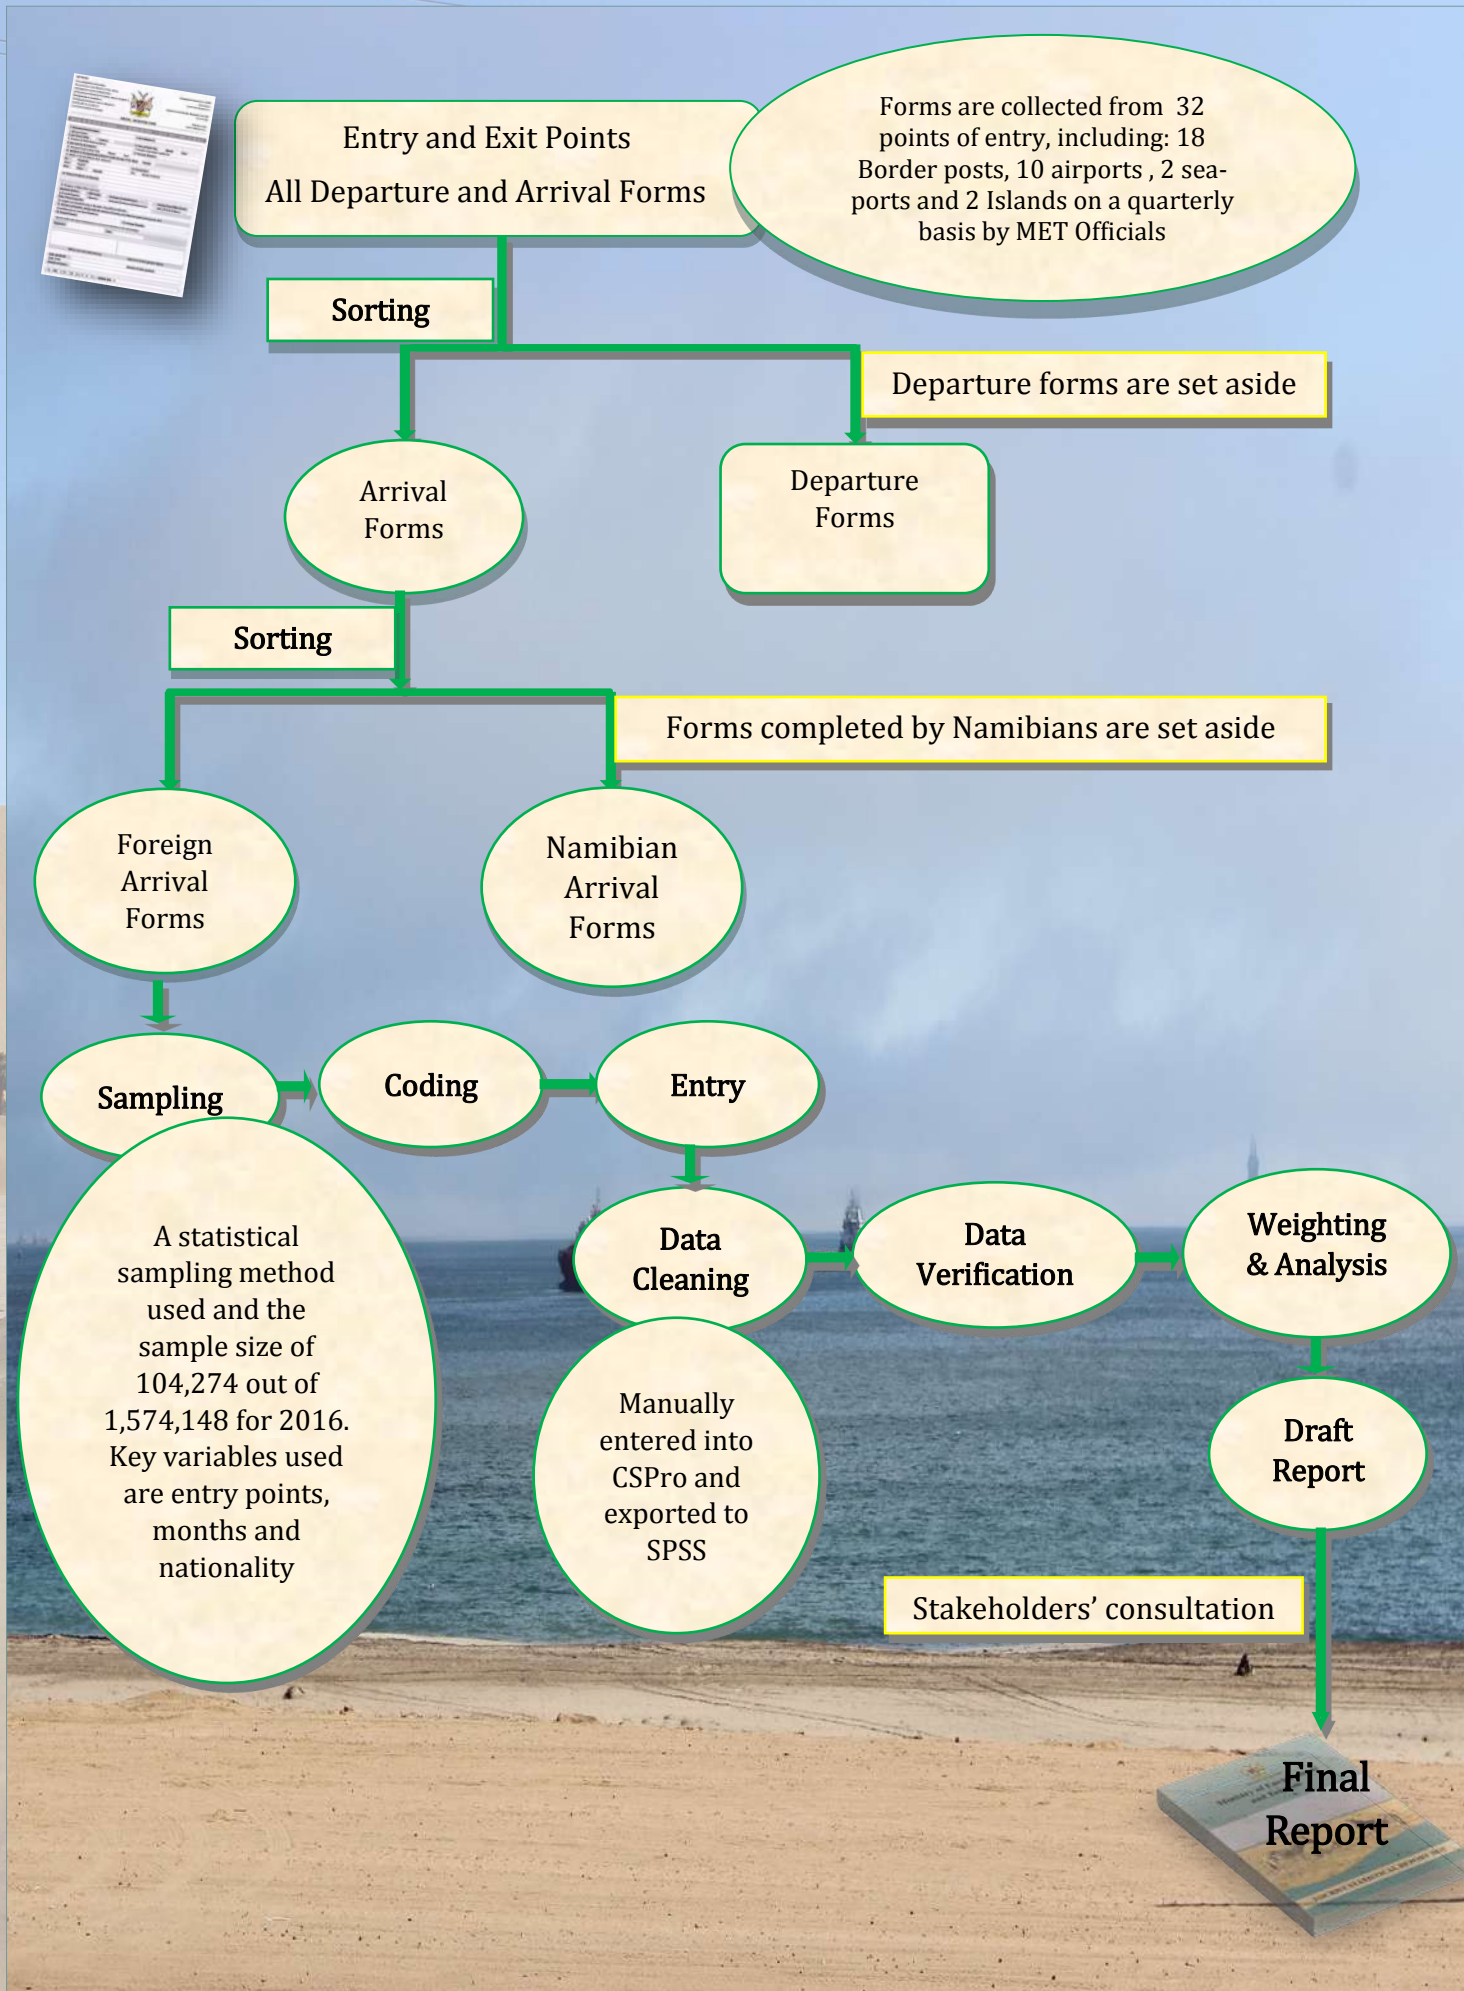 Entry and Exit Points
All Departure and Arrival Forms
Forms are collected from 32
points of entry, including: 18
Border posts, 10 airports , 2 sea-
ports and 2 Islands on a quarterly
basis by MET Officials
Sorting
Departure forms are set aside
Arrival
Forms
Departure
Forms
Sorting
Forms completed by Namibians are set aside
Foreign
Arrival
Forms
Namibian
Arrival
Forms
Sampling
Coding
Entry
A statistical
sampling method
used and the
sample size of
104,274 out of
1,574,148 for 2016.
Key variables used
are entry points,
months and
nationality
Data
Cleaning
Data
Verification
Weighting
& Analysis
Manually
entered into
CSPro and
exported to
SPSS
Draft
Report
Stakeholders’ consultation
Final
Report